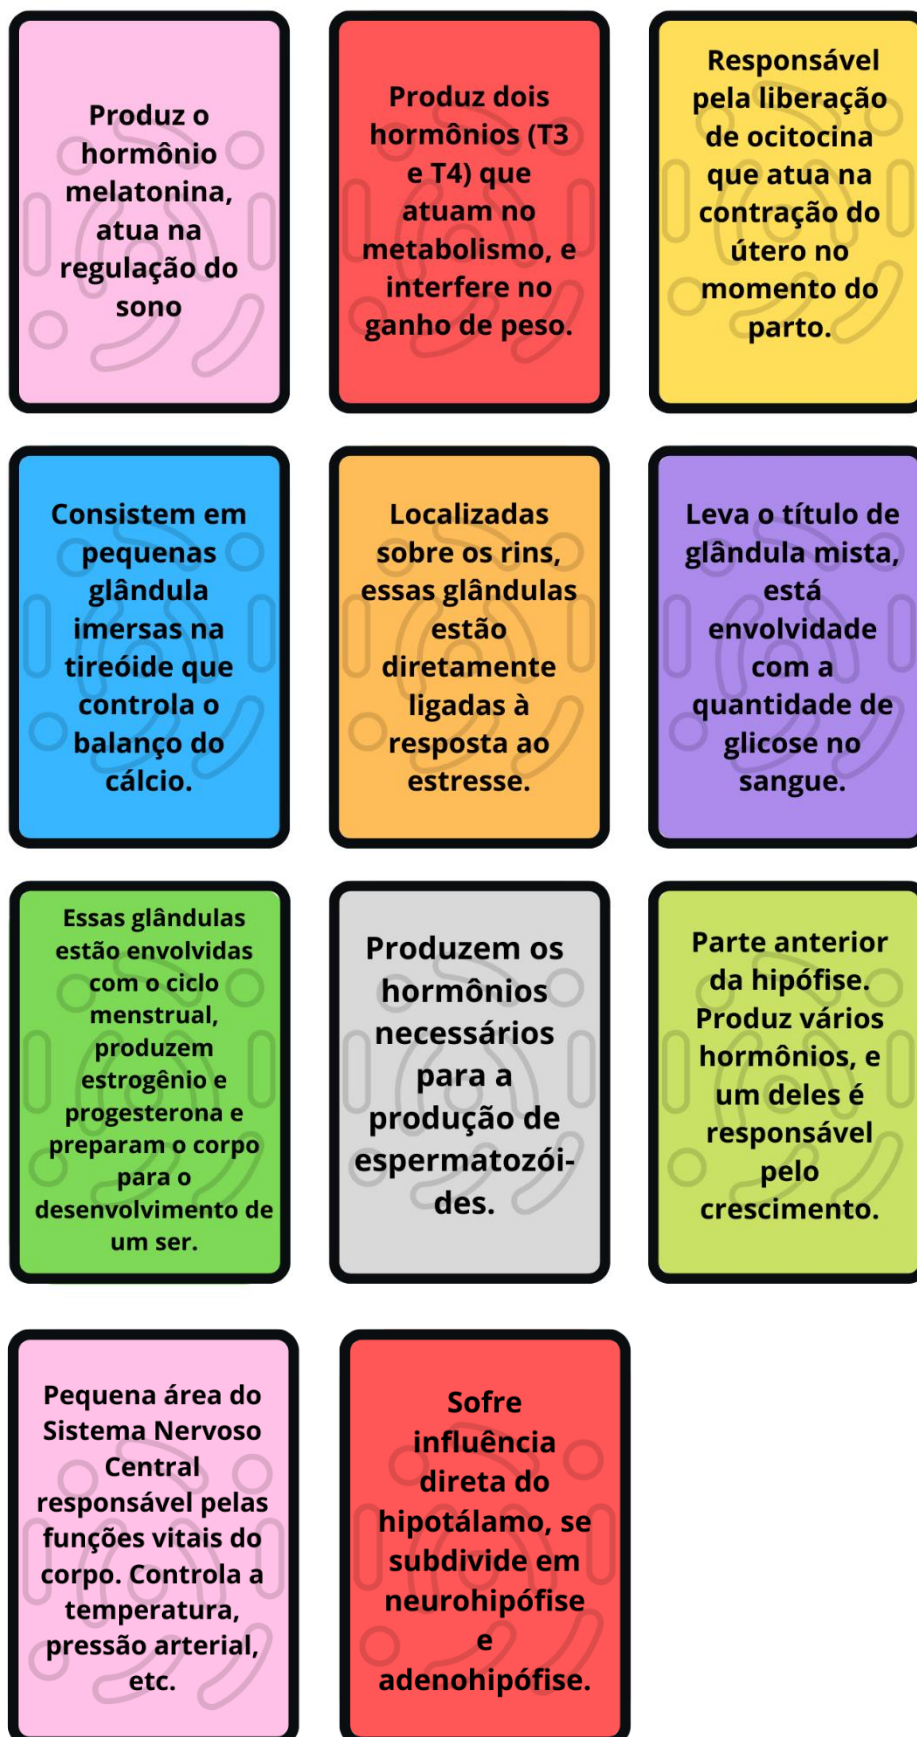 Produz o
hormônio
melatonina,
atua na
regulação do
sono
Produz dois
hormônios (T3
e T4) que
atuam no
metabolismo, e
interfere no
ganho de peso.
Responsável
pela liberação
de ocitocina
que atua na
contração do
útero no
momento do
parto.
Consistem em
pequenas
glândula
imersas na
tireóide que
controla o
balanço do
cálcio.
Localizadas
sobre os rins,
essas glândulas
estão
diretamente
ligadas à
resposta ao
estresse.
Leva o título de
glândula mista,
está
envolvidade
com a
quantidade de
glicose no
sangue.
Essas glândulas
estão envolvidas
com o ciclo
menstrual,
produzem
estrogênio e
progesterona e
preparam o corpo
para o
desenvolvimento de
um ser.
Produzem os
hormônios
necessários
para a
produção de
espermatozói-
des.
Parte anterior
da hipófise.
Produz vários
hormônios, e
um deles é
responsável
pelo
crescimento.
Pequena área do
Sistema Nervoso
Central
responsável pelas
funções vitais do
corpo. Controla a
temperatura,
pressão arterial,
etc.
Sofre
influência
direta do
hipotálamo, se
subdivide em
neurohipófise
e
adenohipófise.